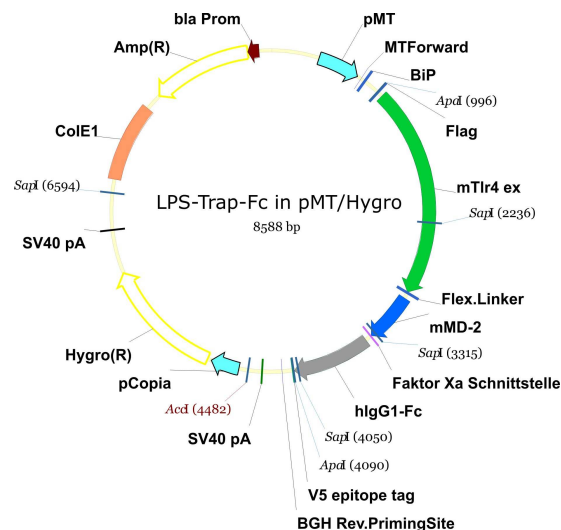 bla Prom
pMT
Amp(R)
MTForward
BiP
ApaI (996)
Flag
ColE1
mTlr4 ex
SapI (6594)
LPS-Trap-Fc in pMT/Hygro
8588 bp
SapI (2236)
SV40 pA
Flex.Linker
mMD-2
Hygro(R)
SapI (3315)
pCopia
Faktor Xa Schnittstelle
AccI (4482)
hIgG1-Fc
SV40 pA
SapI (4050)
ApaI (4090)
V5 epitope tag
BGH Rev.PrimingSite